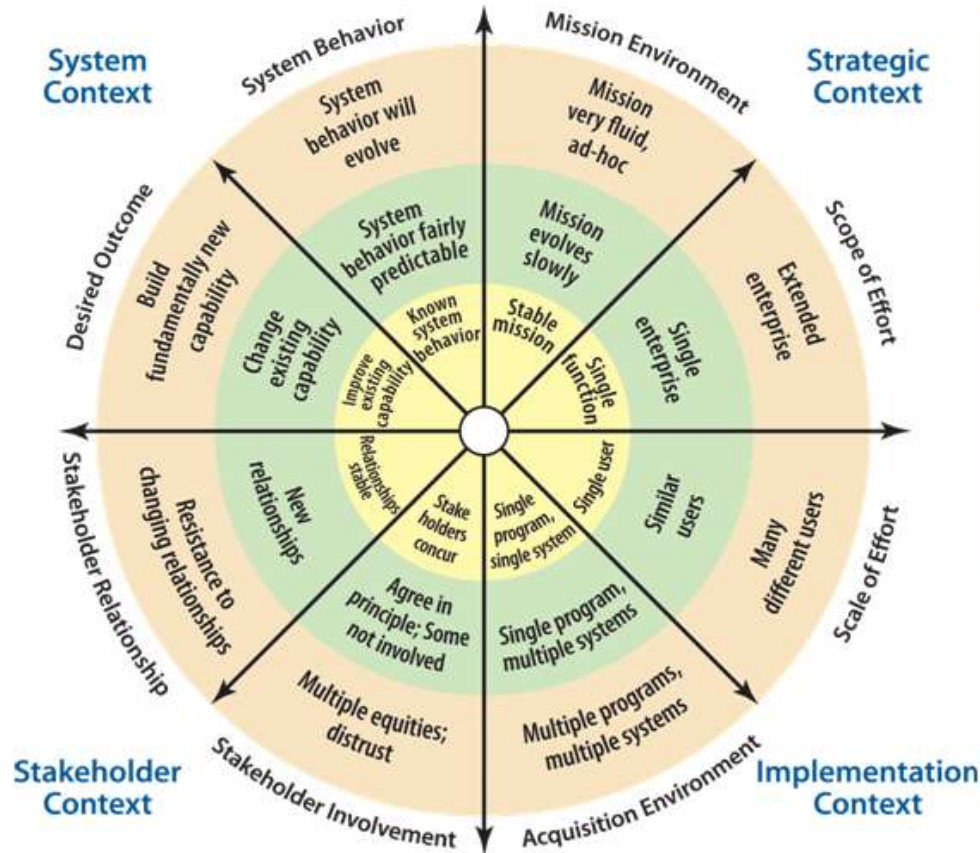 System
Context
System Behavior
Mission Environment
Strategic
Context
System
behavior will
evolve
Mission
very fluid,
ad-hoc
Desired Outcome
Scope of Effort
Build
fundamentally new
capability
System
behavior fairly
predictable
Mission
evolves
slowly
Extended
enterprise
Change
existing
capability
Known
system
behavior
Stable
mission
Single
enterprise
Improve
existing
capability
Single
function
Stakeholder Relationship
Resistance to
changing relationships
New
relationships
Relationships
stable
Stake
holders
concur
Single
program,
single system
Single user
Similar
users
Many
different users
Scale of Effort
Agree in
principle; Some
not involved
Single program,
multiple systems
Multiple equities;
distrust
Multiple programs,
multiple systems
Stakeholder
Context
Stakeholder Involvement
Acquisition Environment
Implementation
Context